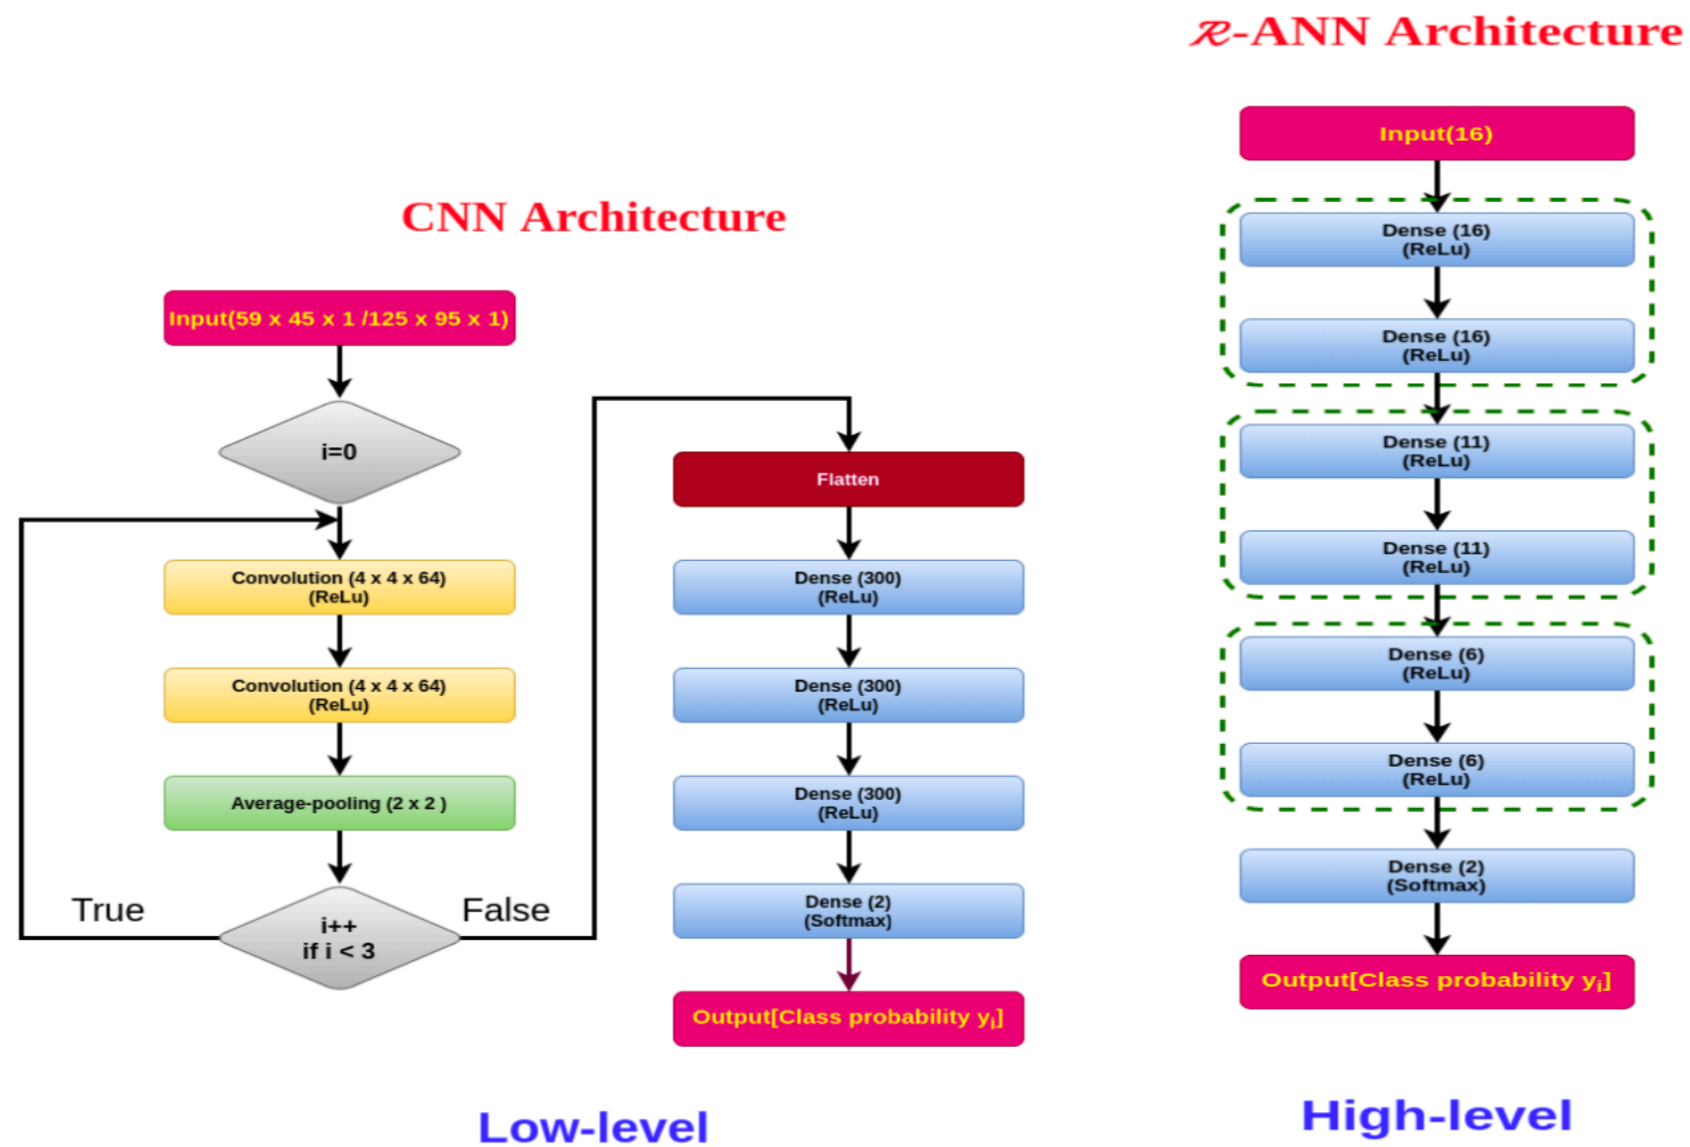 CNN Architecture
Input(59 x 45 x 1 /125 x 95 x 1)
i=0
Convolution (4 x 4 x 64)
(ReLu)
Convolution (4 x 4 x 64)
(ReLu)
Average-pooling (2 x 2 )
i++
if i < 3
True
False
Flatten
Dense (300)
(ReLu)
Dense (300)
(ReLu)
Dense (300)
(ReLu)
Dense (2)
(Softmax)
Output[Class probability yi]
Low-level
𝓡-ANN Architecture
Input(16)
Dense (16)
(ReLu)
Dense (16)
(ReLu)
Dense (11)
(ReLu)
Dense (11)
(ReLu)
Dense (6)
(ReLu)
Dense (6)
(ReLu)
Dense (2)
(Softmax)
Output[Class probability yi]
High-level